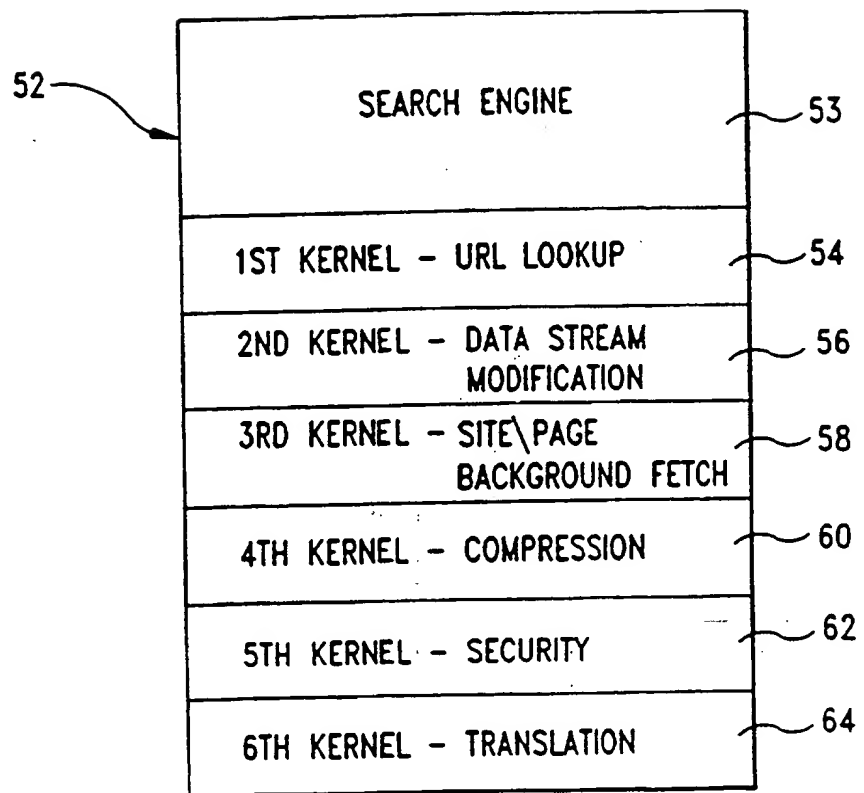 52
SEARCH ENGINE
53
1ST KERNEL – URL LOOKUP
54
2ND KERNEL – DATA STREAM
MODIFICATION
56
3RD KERNEL – SITE\PAGE
BACKGROUND FETCH
58
4TH KERNEL – COMPRESSION
60
5TH KERNEL – SECURITY
62
6TH KERNEL – TRANSLATION
64